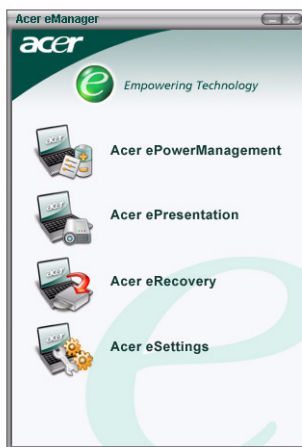 Acer eManager
acer
e Empowering Technology
Acer ePowerManagement
Acer ePresentation
Acer eRecovery
Acer eSettings